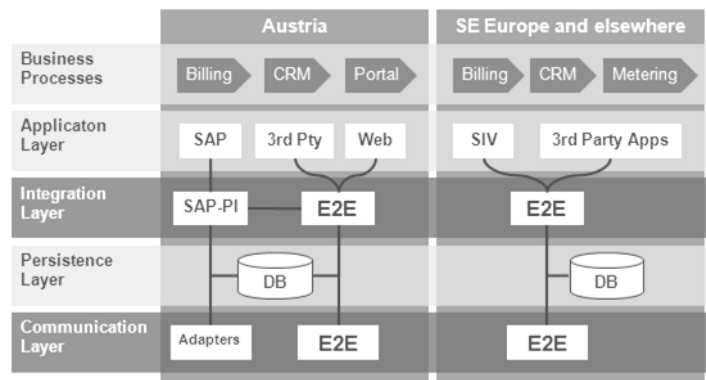 Austria
SE Europe and elsewhere
Business
Processes
Billing
CRM
Portal
Billing
CRM
Metering
Applicaton
Layer
SAP
3rd Pty
Web
SIV
3rd Party Apps
Integration
Layer
SAP-PI
E2E
E2E
Persistence
Layer
DB
DB
Communication
Layer
Adapters
E2E
E2E